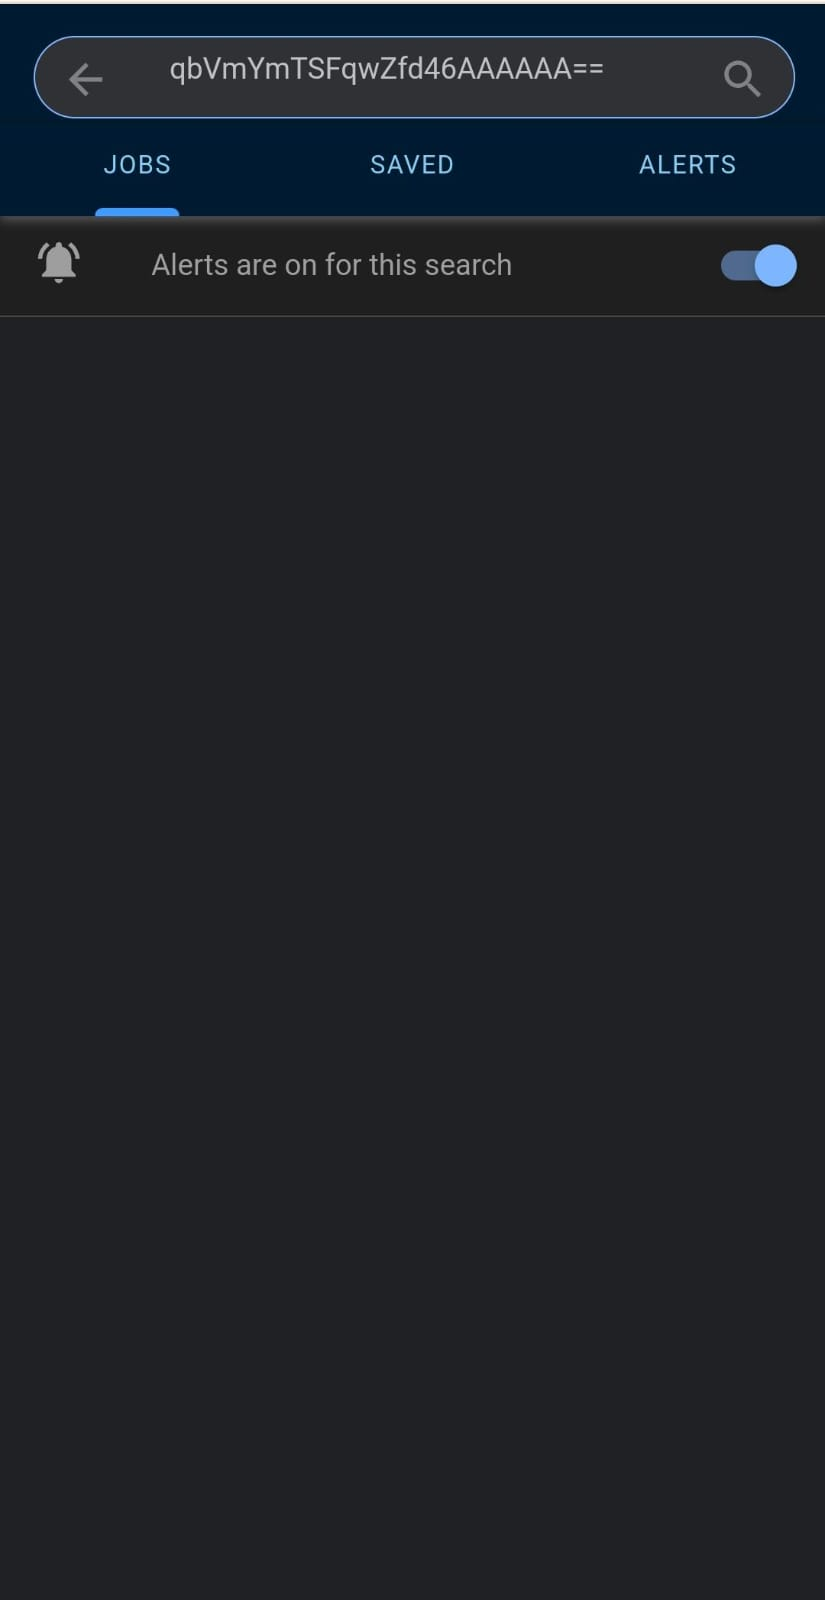 qbVmYmTSFqwZfd46AAAAAA==
JOBS
SAVED
ALERTS
Alerts are on for this search